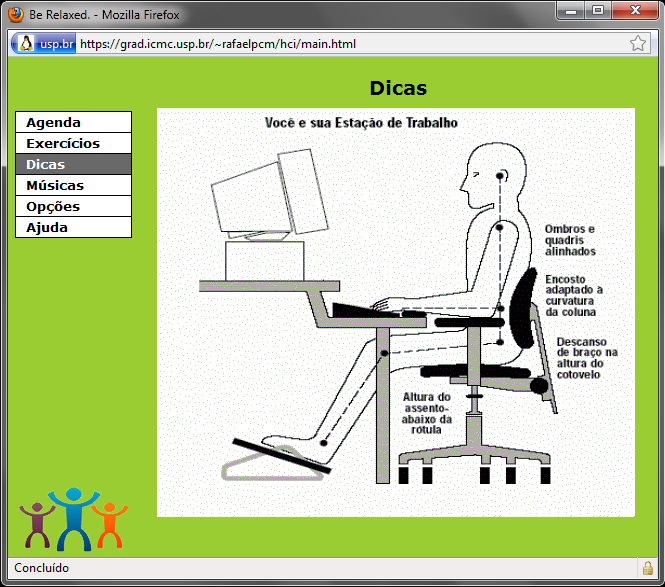 Be Relaxed. - Mozilla Firefox
usp.br https://grad.icmc.usp.br/~rafaelpcm/hci/main.html
Dicas
Agenda
Exercícios
Dicas
Músicas
Opções
Ajuda
Você e sua Estação de Trabalho
Ombros e
quadris
alinhados
Encosto
adaptado à
curvatura
da coluna
Descanso
de braço na
altura do
cotovelo
Altura do
assento-
abaixo da
rótula
Concluído